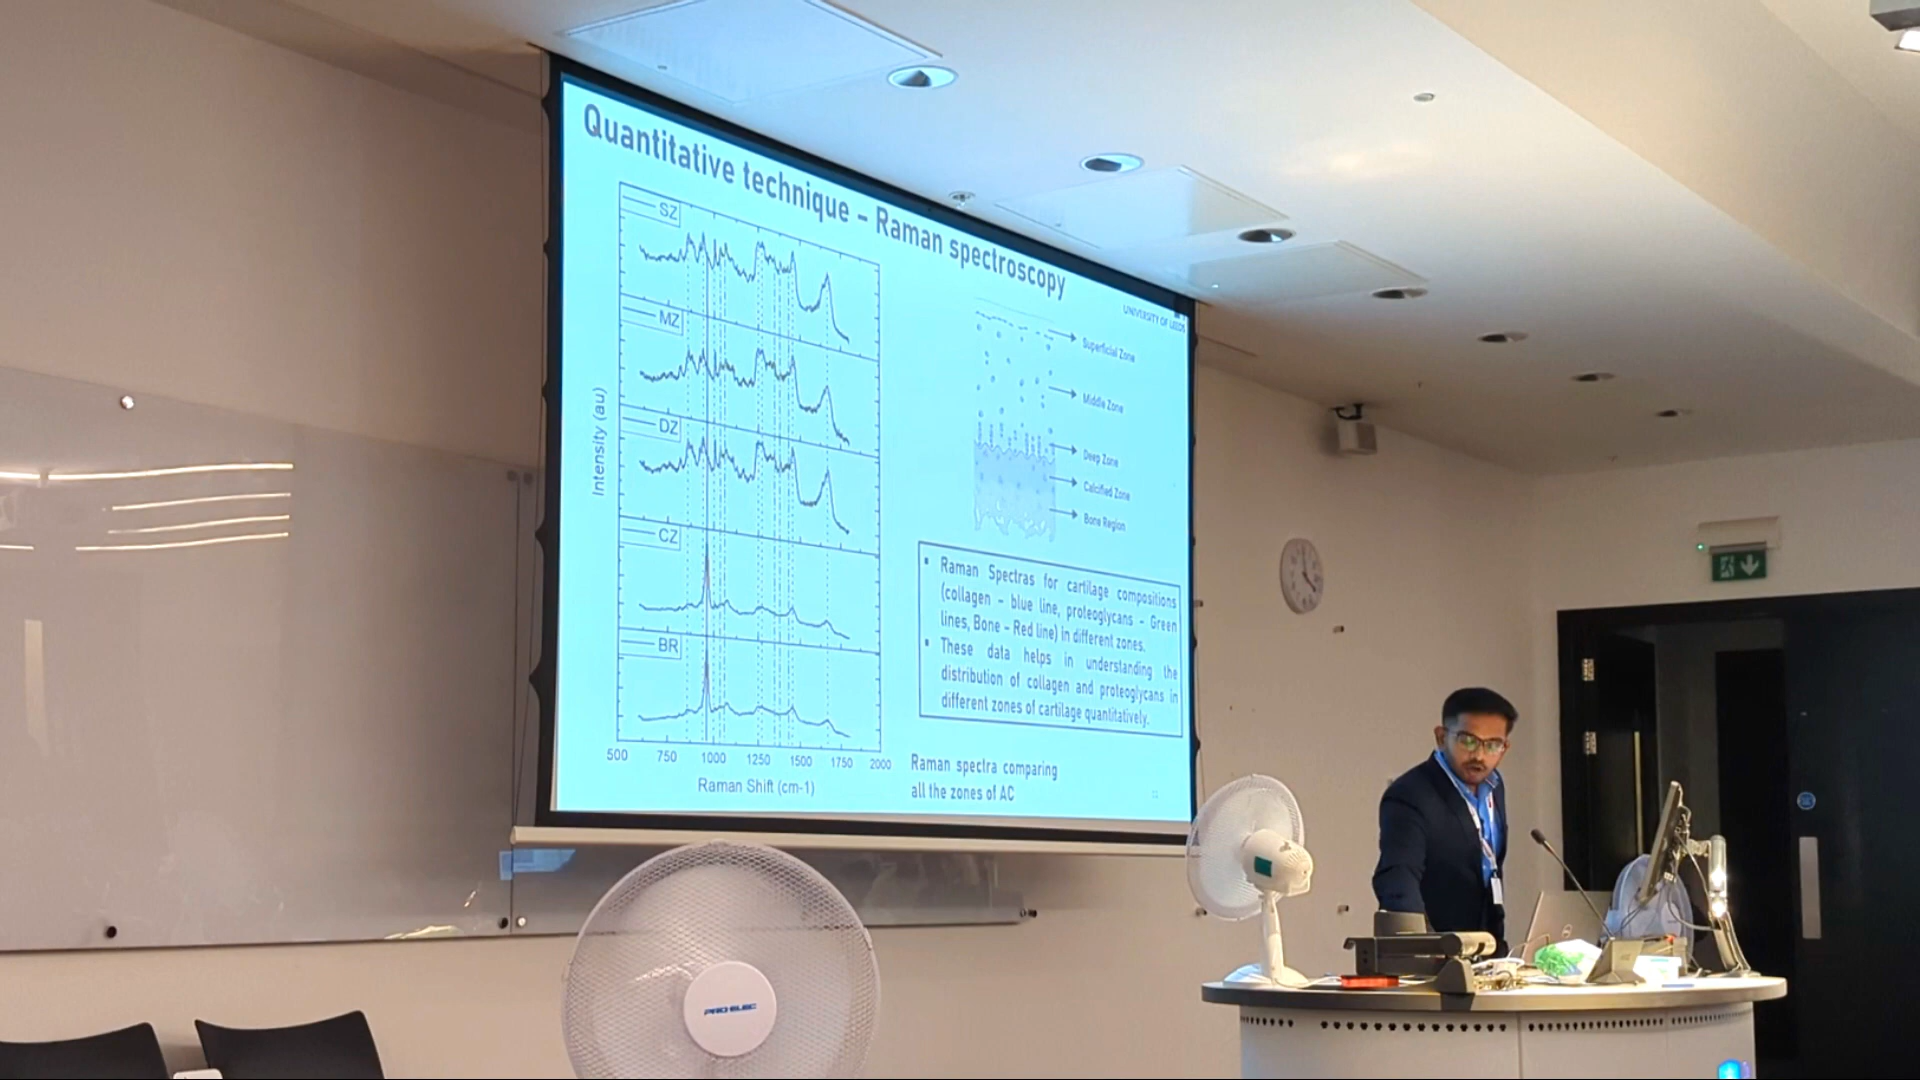 Quantitative technique – Raman spectroscopy
UNIVERSITY OF LEEDS
SZ
MZ
DZ
CZ
BR
Intensity (au)
500 750 1000 1250 1500 1750 2000
Raman Shift (cm-1)
Superficial Zone
Middle Zone
Deep Zone
Calcified Zone
Bone Region
• Raman Spectras for cartilage compositions
(collagen – blue line, proteoglycans – Green
lines, Bone – Red line) in different zones.
• These data helps in understanding the
distribution of collagen and proteoglycans in
different zones of cartilage quantitatively.
Raman spectra comparing
all the zones of AC
PRO ELEC